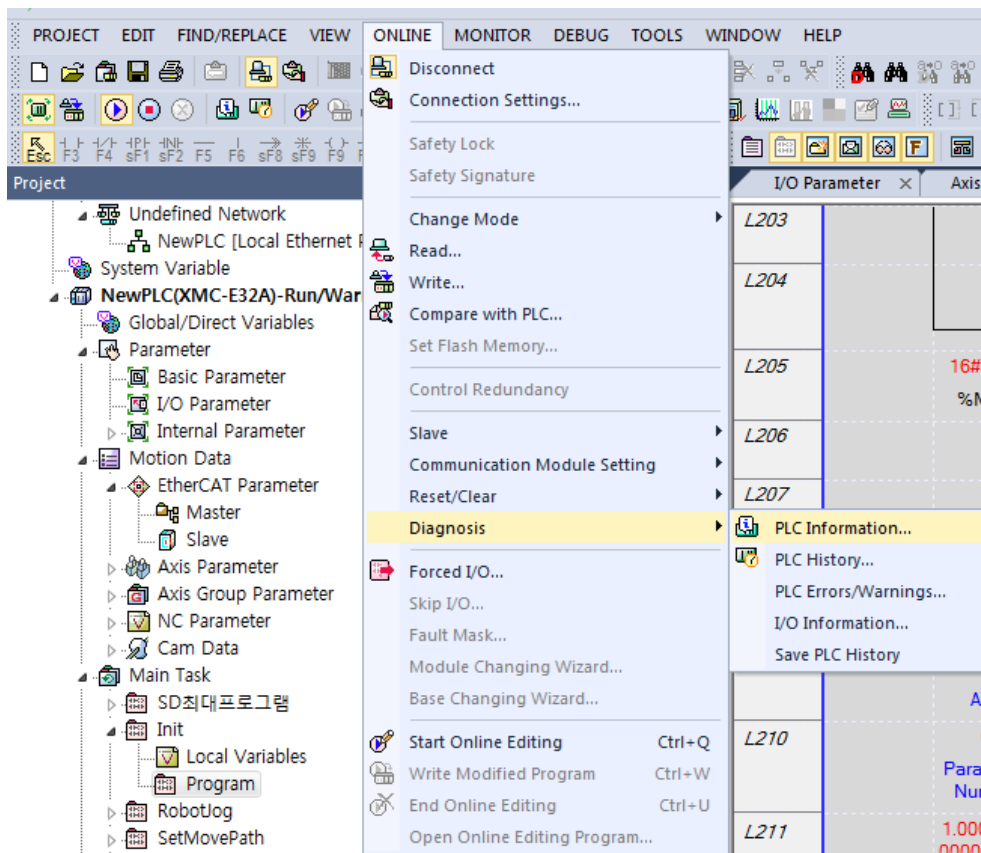 PROJECT EDIT FIND/REPLACE VIEW ONLINE MONITOR DEBUG TOOLS WINDOW HELP
Esc F3 F4 sF1 sF2 F5 F6 sF8 sF9 F9
Project
Undefined Network
NewPLC [Local Ethernet
System Variable
NewPLC(XMC-E32A)-Run/War
Global/Direct Variables
Parameter
Basic Parameter
I/O Parameter
Internal Parameter
Motion Data
EtherCAT Parameter
Master
Slave
Axis Parameter
Axis Group Parameter
NC Parameter
Cam Data
Main Task
SD최대프로그램
Init
Local Variables
Program
RobotJog
SetMovePath
Disconnect
Connection Settings...
Safety Lock
Safety Signature
Change Mode
Read...
Write...
Compare with PLC...
Set Flash Memory...
Control Redundancy
Slave
Communication Module Setting
Reset/Clear
Diagnosis
Forced I/O...
Skip I/O...
Fault Mask...
Module Changing Wizard...
Base Changing Wizard...
Start Online Editing Ctrl+Q
Write Modified Program Ctrl+W
End Online Editing Ctrl+U
Open Online Editing Program...
PLC Information...
PLC History...
PLC Errors/Warnings...
I/O Information...
Save PLC History
I/O Parameter Axis
L203
L204
L205 16#
%M
L206
L207
A
L210
Para
Nur
L211 1.000
0000